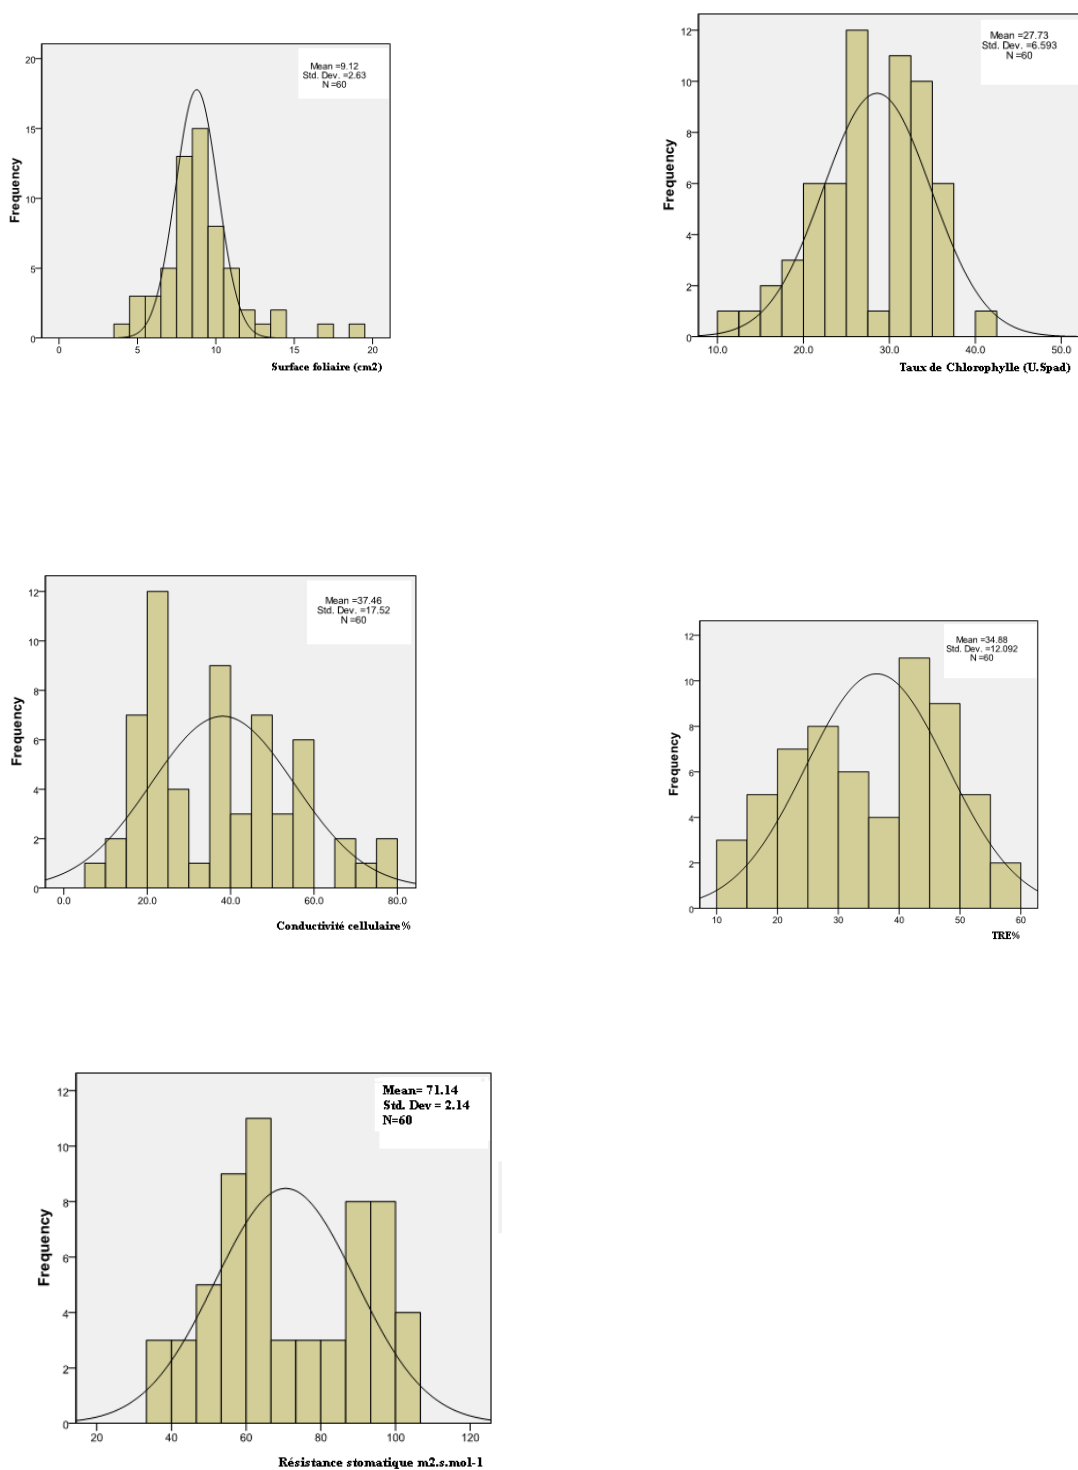 Mean =9.12
Std. Dev. =2.63
N =60
20
15
10
5
0
Frequency
0 5 10 15 20
Surface foliaire (cm2)
Mean =27.73
Std. Dev. =6.593
N =60
12
10
8
6
4
2
0
Frequency
10.0 20.0 30.0 40.0 50.0
Taux de Chlorophylle (U.Spad)
Mean =37.46
Std. Dev. =17.52
N =60
12
10
8
6
4
2
0
Frequency
0.0 20.0 40.0 60.0 80.0
Conductivité cellulaire%
Mean =34.88
Std. Dev. =12.092
N =60
12
10
8
6
4
2
0
Frequency
10 20 30 40 50 60
TRE%
Mean= 71.14
Std. Dev = 2.14
N=60
12
10
8
6
4
2
0
Frequency
20 40 60 80 100 120
Résistance stomatique m2.s.mol-1